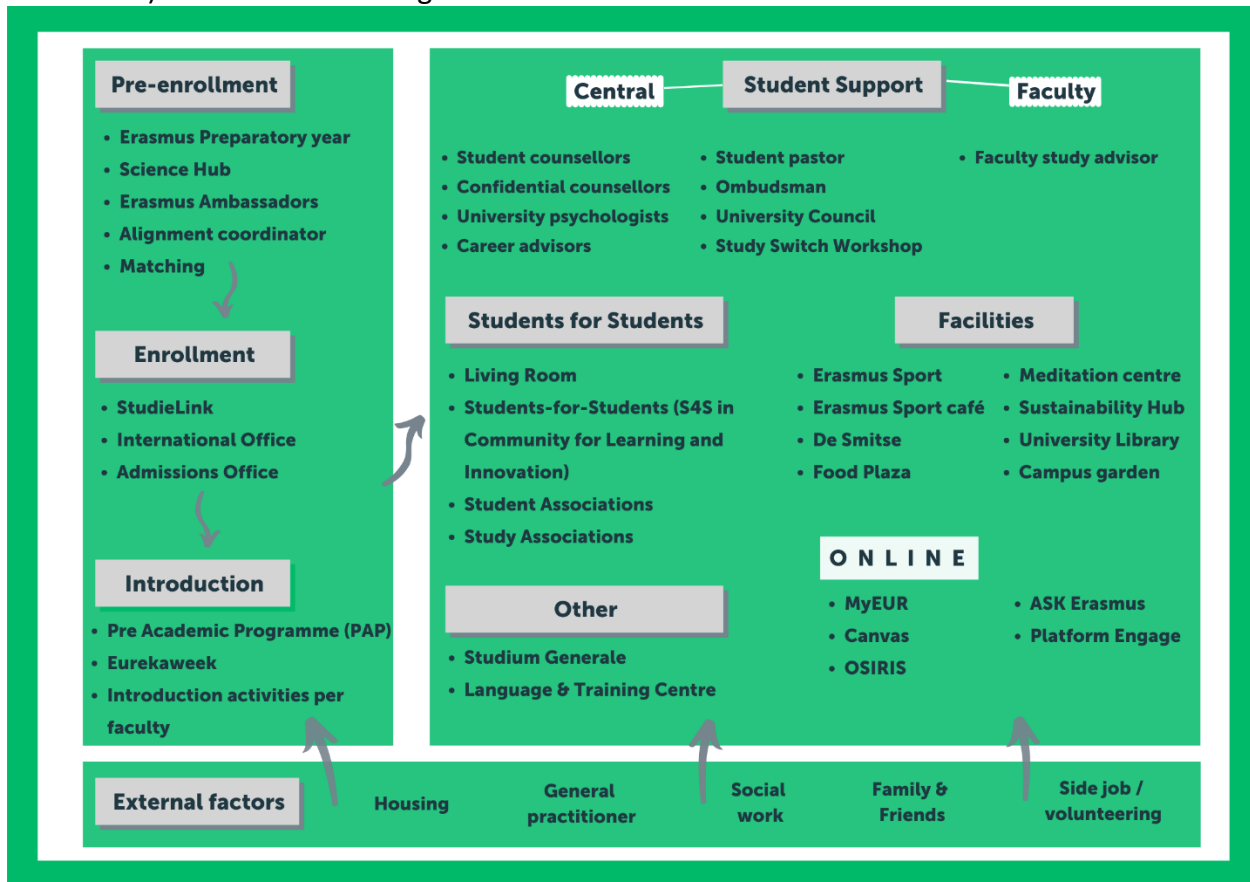 Pre-enrollment
• Erasmus Preparatory year
• Science Hub
• Erasmus Ambassadors
• Alignment coordinator
• Matching
Enrollment
• StudieLink
• International Office
• Admissions Office
Introduction
• Pre Academic Programme (PAP)
• Eurekaweek
• Introduction activities per
faculty
Central
Student Support
Faculty
• Student counsellors
• Confidential counsellors
• University psychologists
• Career advisors
• Student pastor
• Ombudsman
• University Council
• Study Switch Workshop
• Faculty study advisor
Students for Students
• Living Room
• Students-for-Students (S4S in
Community for Learning and
Innovation)
• Student Associations
• Study Associations
Facilities
• Erasmus Sport
• Erasmus Sport café
• De Smitse
• Food Plaza
• Meditation centre
• Sustainability Hub
• University Library
• Campus garden
Other
• Studium Generale
• Language & Training Centre
ONLINE
• MyEUR
• Canvas
• OSIRIS
• ASK Erasmus
• Platform Engage
External factors
Housing
General
practitioner
Social
work
Family &
Friends
Side job /
volunteering